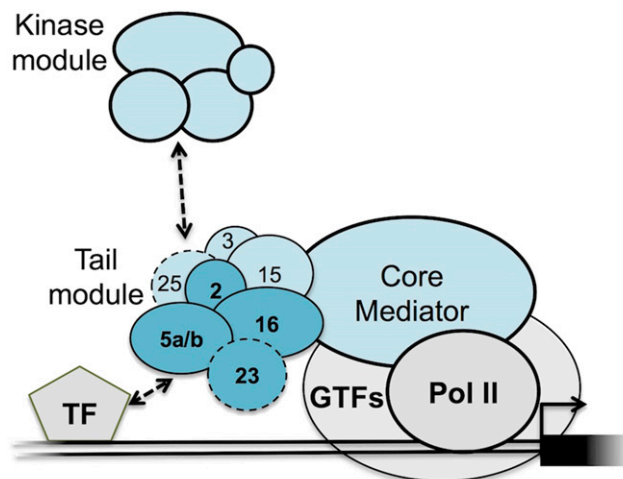 Kinase
module
Tail
module
3
25
2
15
5a/b
16
23
Core
Mediator
TF
GTFs
Pol II